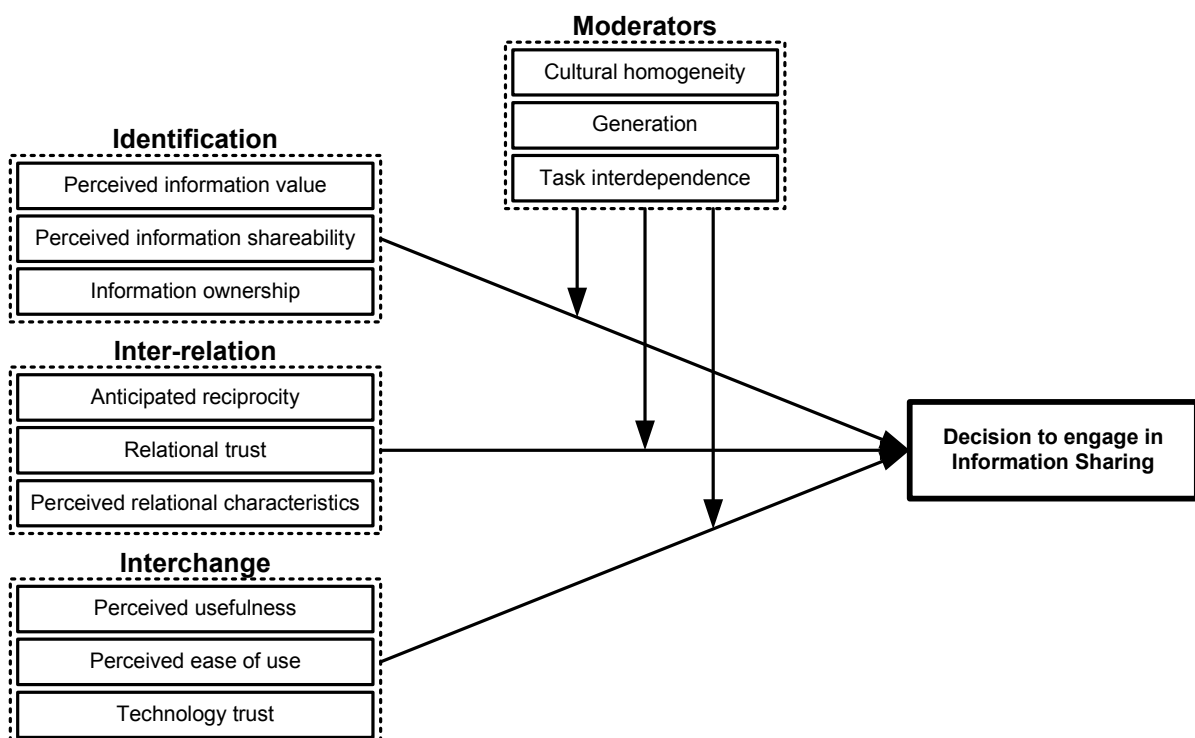 Moderators
Cultural homogeneity
Generation
Task interdependence
Identification
Perceived information value
Perceived information shareability
Information ownership
Inter-relation
Anticipated reciprocity
Relational trust
Perceived relational characteristics
Interchange
Perceived usefulness
Perceived ease of use
Technology trust
Decision to engage in
Information Sharing